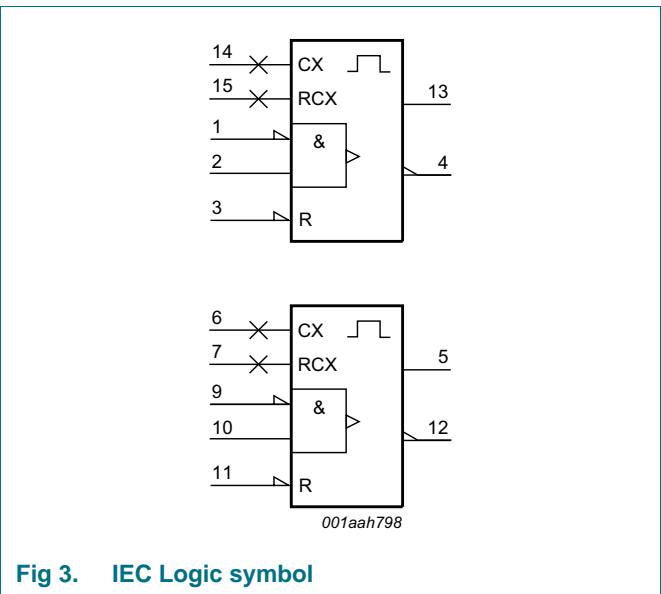 14 CX
15 RCX 13
1 &
2 4
3 R
6 CX
7 RCX 5
9 &
10 12
11 R
001aah798
Fig 3. IEC Logic symbol